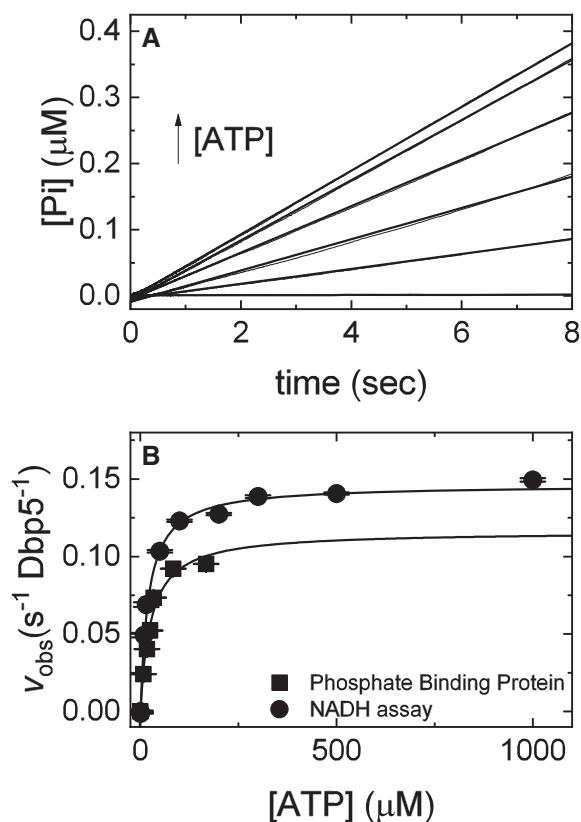 A
0.4
0.3
0.2
0.1
0.0
[Pi] (μM)
[ATP]
0 2 4 6 8
time (sec)
B
0.15
0.10
0.05
0.00
v_obs(s⁻¹ Dbp5⁻¹)
Phosphate Binding Protein
NADH assay
0 500 1000
[ATP] (μM)